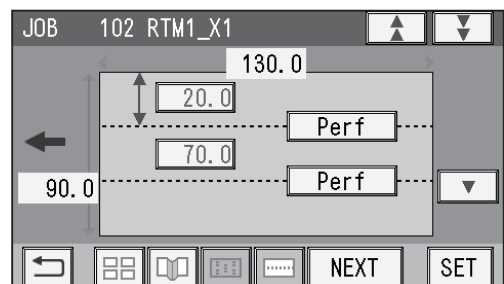 JOB 102 RTM1_X1
130.0
20.0
Perf
70.0
Perf
90.0
NEXT SET